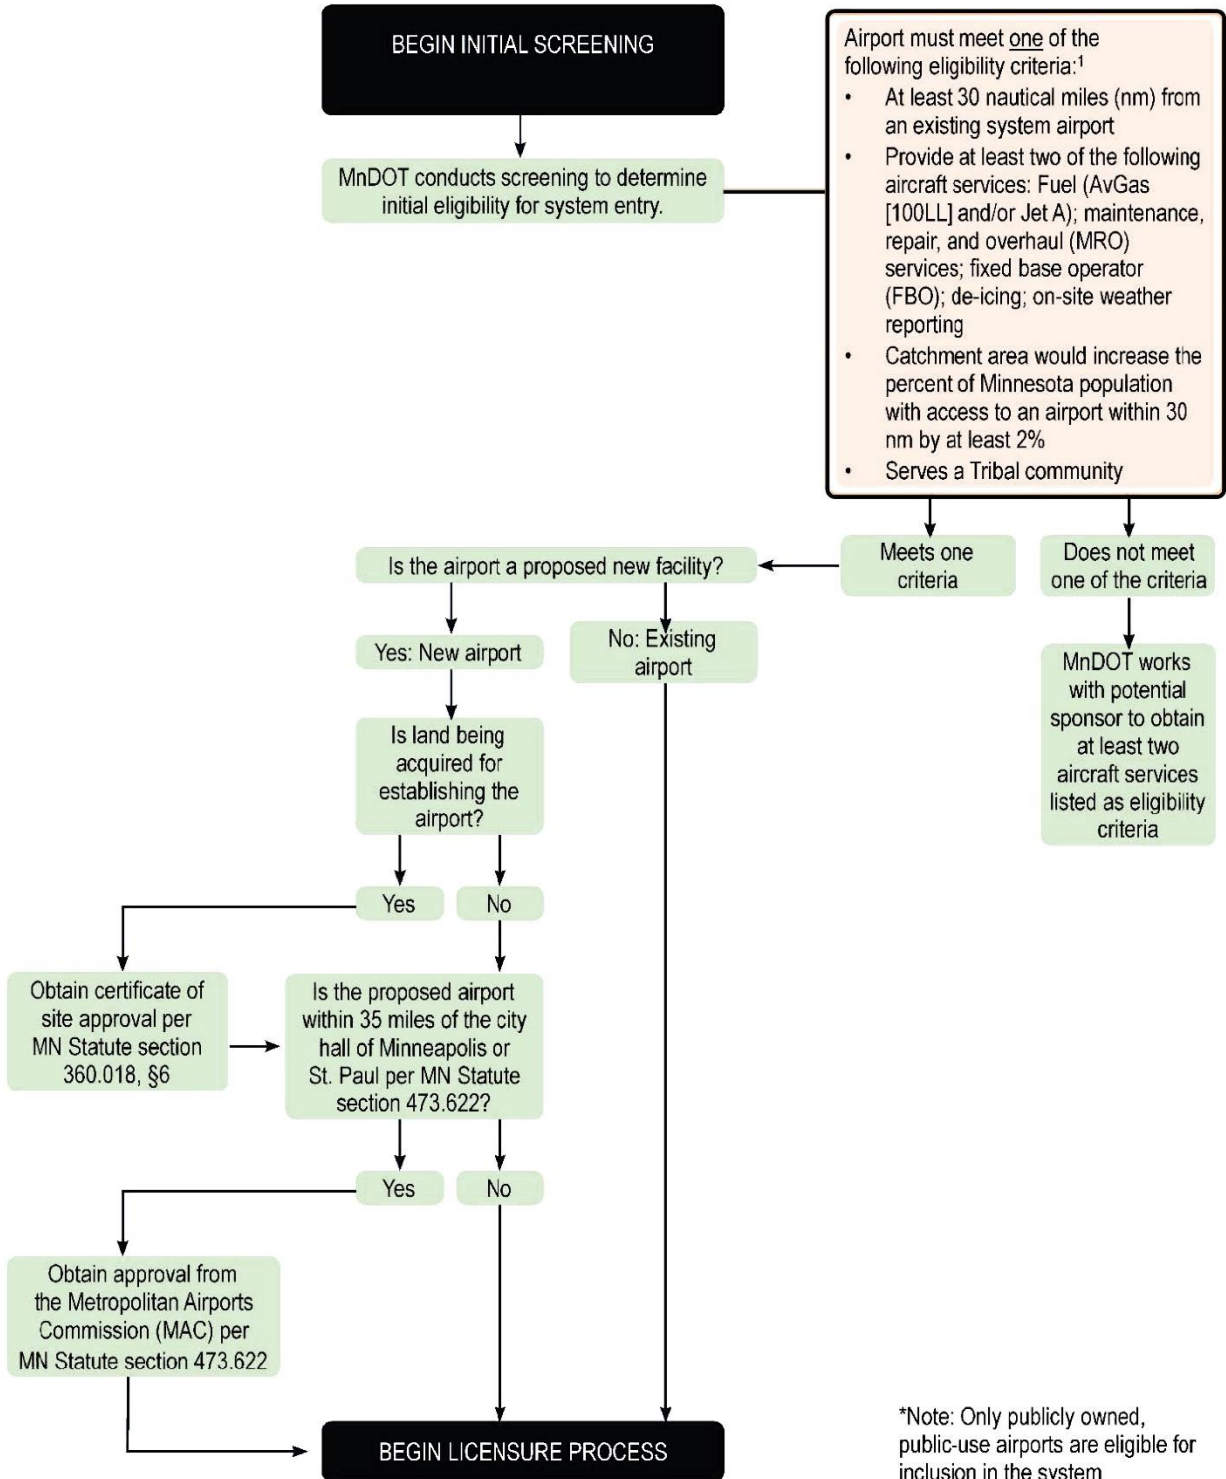 BEGIN INITIAL SCREENING
MnDOT conducts screening to determine
initial eligibility for system entry.
Airport must meet one of the
following eligibility criteria:¹
• At least 30 nautical miles (nm) from
an existing system airport
• Provide at least two of the following
aircraft services: Fuel (AvGas
[100LL] and/or Jet A); maintenance,
repair, and overhaul (MRO)
services; fixed base operator
(FBO); de-icing; on-site weather
reporting
• Catchment area would increase the
percent of Minnesota population
with access to an airport within 30
nm by at least 2%
• Serves a Tribal community
Meets one
criteria
Does not meet
one of the criteria
MnDOT works
with potential
sponsor to obtain
at least two
aircraft services
listed as eligibility
criteria
Is the airport a proposed new facility?
Yes: New airport
No: Existing
airport
Is land being
acquired for
establishing the
airport?
Yes
No
Obtain certificate of
site approval per
MN Statute section
360.018, §6
Is the proposed airport
within 35 miles of the city
hall of Minneapolis or
St. Paul per MN Statute
section 473.622?
Yes
No
Obtain approval from
the Metropolitan Airports
Commission (MAC) per
MN Statute section 473.622
BEGIN LICENSURE PROCESS
*Note: Only publicly owned,
public-use airports are eligible for
inclusion in the system